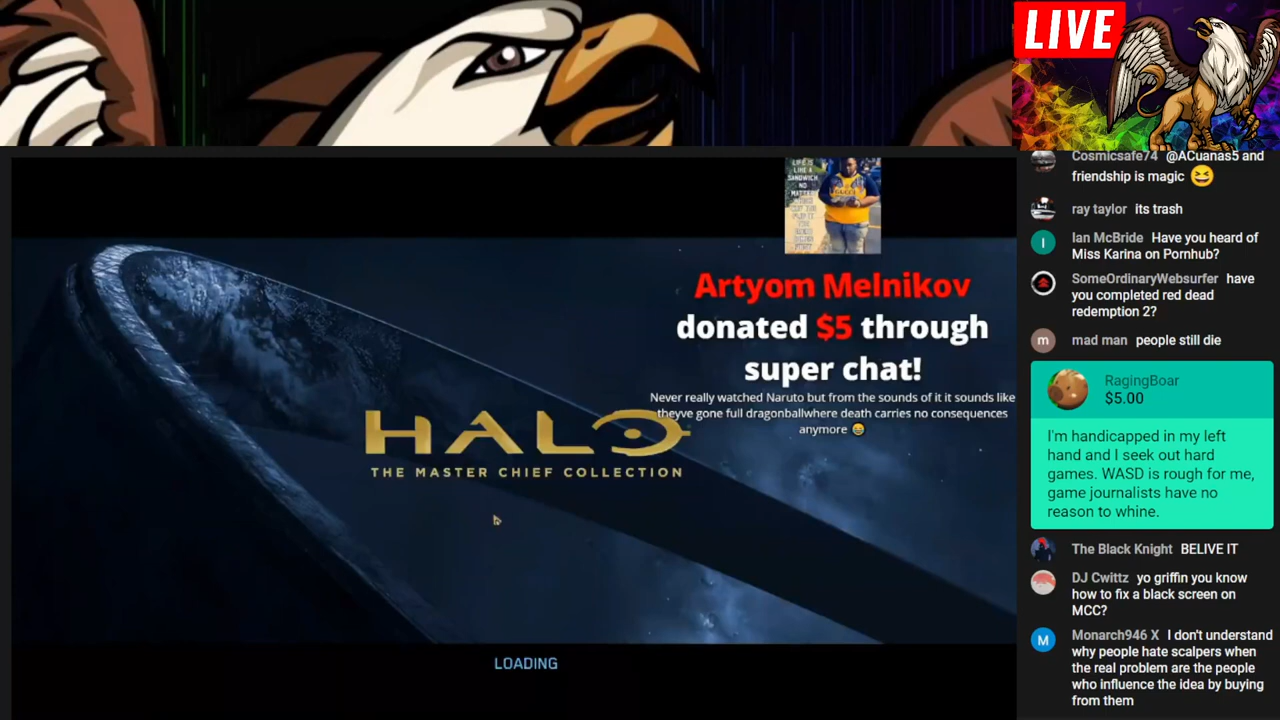 LIVE
LIFE IS
LIKE A
SANDWICH
NO
MATTER
Artyom Melnikov
donated $5 through
super chat!
Never really watched Naruto but from the sounds of it it sounds like
theyve gone full dragonballwhere death carries no consequences
anymore 😄
HALO
THE MASTER CHIEF COLLECTION
LOADING
Cosmicsafe74 @ACuanas5 and
friendship is magic 😆
ray taylor its trash
I
Ian McBride Have you heard of
Miss Karina on Pornhub?
SomeOrdinaryWebsurfer have
you completed red dead
redemption 2?
m
mad man people still die
RagingBoar
$5.00
I'm handicapped in my left
hand and I seek out hard
games. WASD is rough for me,
game journalists have no
reason to whine.
The Black Knight BELIVE IT
DJ Cwittz yo griffin you know
how to fix a black screen on
MCC?
M
Monarch946 X I don't understand
why people hate scalpers when
the real problem are the people
who influence the idea by buying
from them